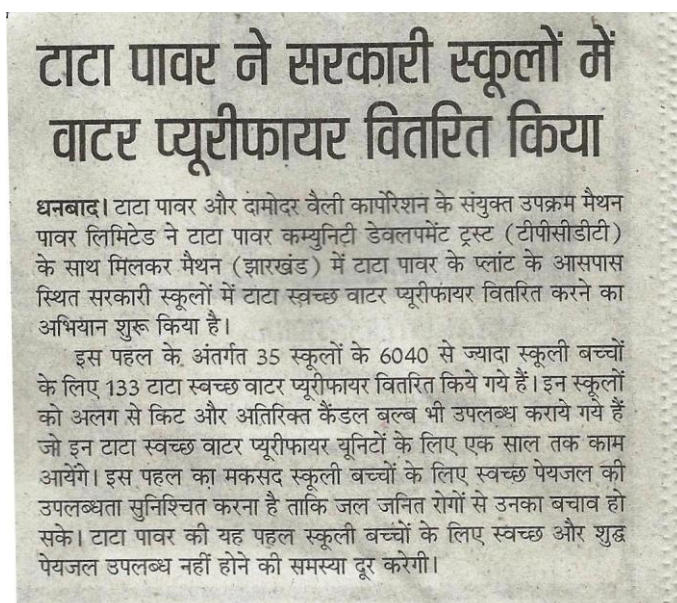 टाटा पावर ने सरकारी स्कूलों में
वाटर प्यूरीफायर वितरित किया
धनबाद। टाटा पावर और दामोदर वैली कार्पोरेशन के संयुक्त उपक्रम मैथन
पावर लिमिटेड ने टाटा पावर कम्युनिटी डेवलपमेंट ट्रस्ट (टीपीसीडीटी)
के साथ मिलकर मैथन (झारखंड) में टाटा पावर के प्लांट के आसपास
स्थित सरकारी स्कूलों में टाटा स्वच्छ वाटर प्यूरीफायर वितरित करने का
अभियान शुरू किया है।
इस पहल के अंतर्गत 35 स्कूलों के 6040 से ज्यादा स्कूली बच्चों
के लिए 133 टाटा स्वच्छ वाटर प्यूरीफायर वितरित किये गये हैं। इन स्कूलों
को अलग से किट और अतिरिक्त कैंडल बल्ब भी उपलब्ध कराये गये हैं
जो इन टाटा स्वच्छ वाटर प्यूरीफायर यूनिटों के लिए एक साल तक काम
आयेंगे। इस पहल का मकसद स्कूली बच्चों के लिए स्वच्छ पेयजल की
उपलब्धता सुनिश्चित करना है ताकि जल जनित रोगों से उनका बचाव हो
सके। टाटा पावर की यह पहल स्कूली बच्चों के लिए स्वच्छ और शुद्ध
पेयजल उपलब्ध नहीं होने की समस्या दूर करेगी।